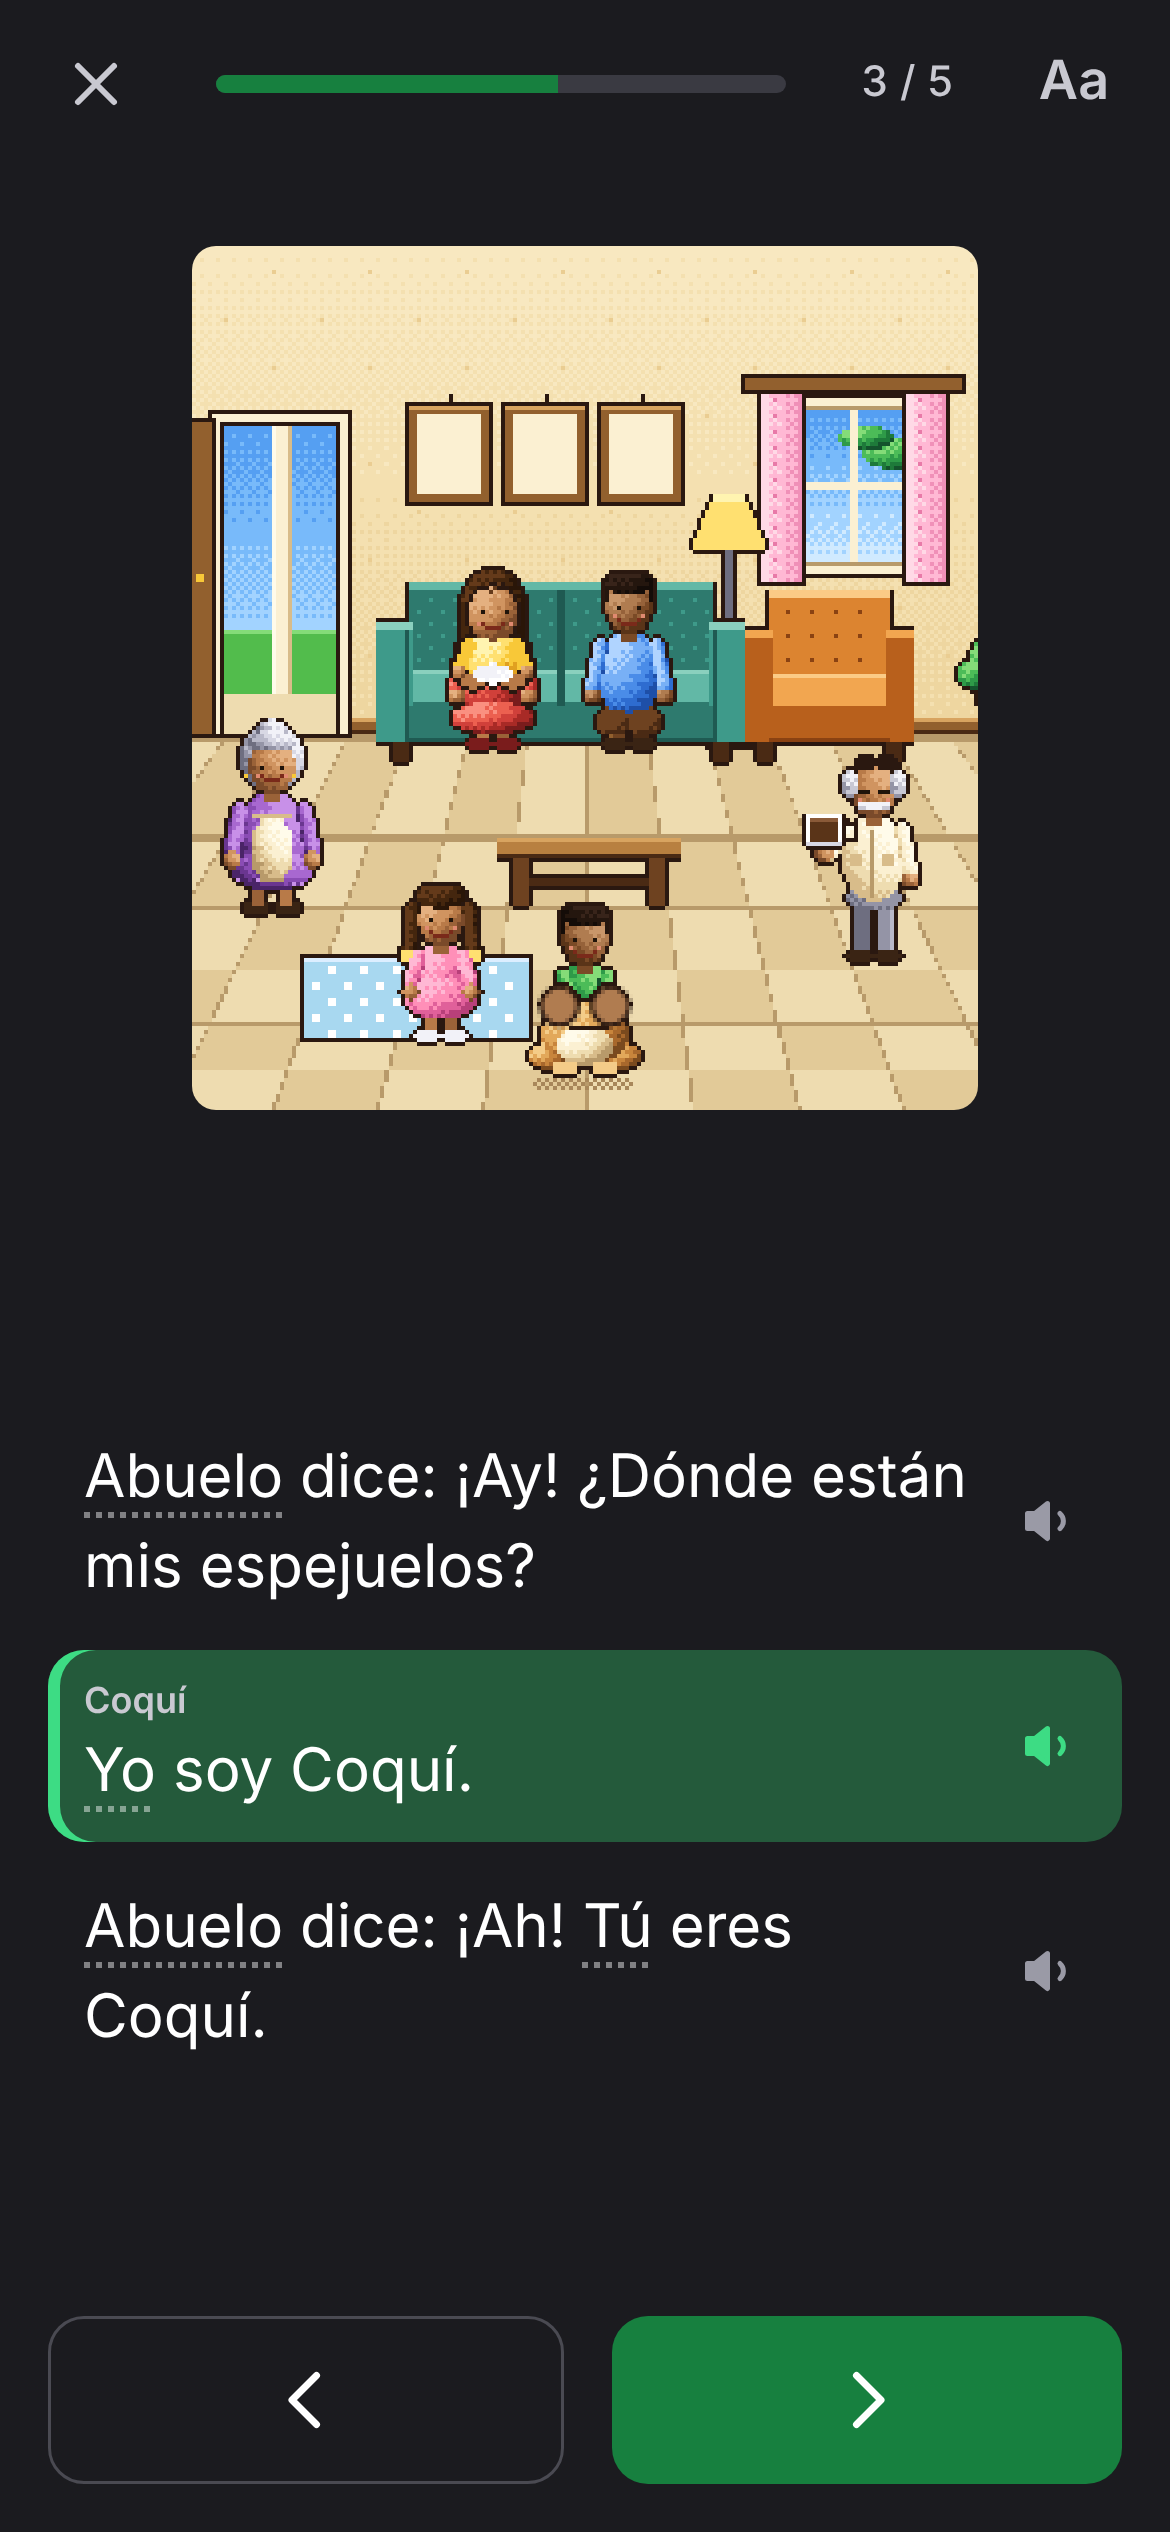 3 / 5
Aa
Abuelo dice: ¡Ay! ¿Dónde están
mis espejuelos?
Coquí
Yo soy Coquí.
Abuelo dice: ¡Ah! Tú eres
Coquí.